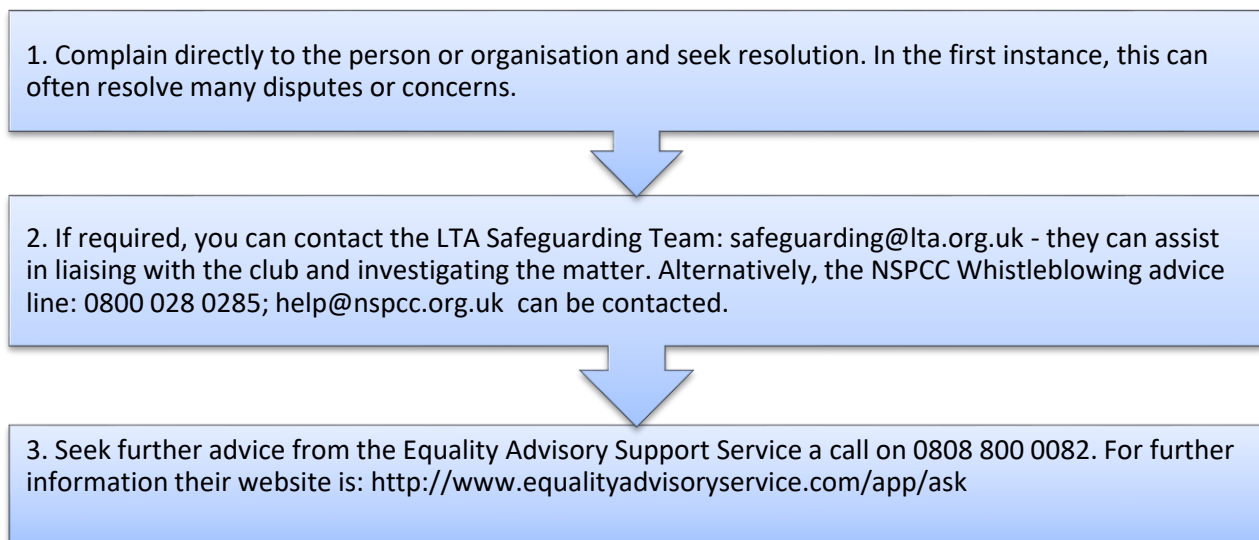 1. Complain directly to the person or organisation and seek resolution. In the first instance, this can
often resolve many disputes or concerns.
2. If required, you can contact the LTA Safeguarding Team: safeguarding@lta.org.uk - they can assist
in liaising with the club and investigating the matter. Alternatively, the NSPCC Whistleblowing advice
line: 0800 028 0285; help@nspcc.org.uk  can be contacted.
3. Seek further advice from the Equality Advisory Support Service a call on 0808 800 0082. For further
information their website is: http://www.equalityadvisoryservice.com/app/ask